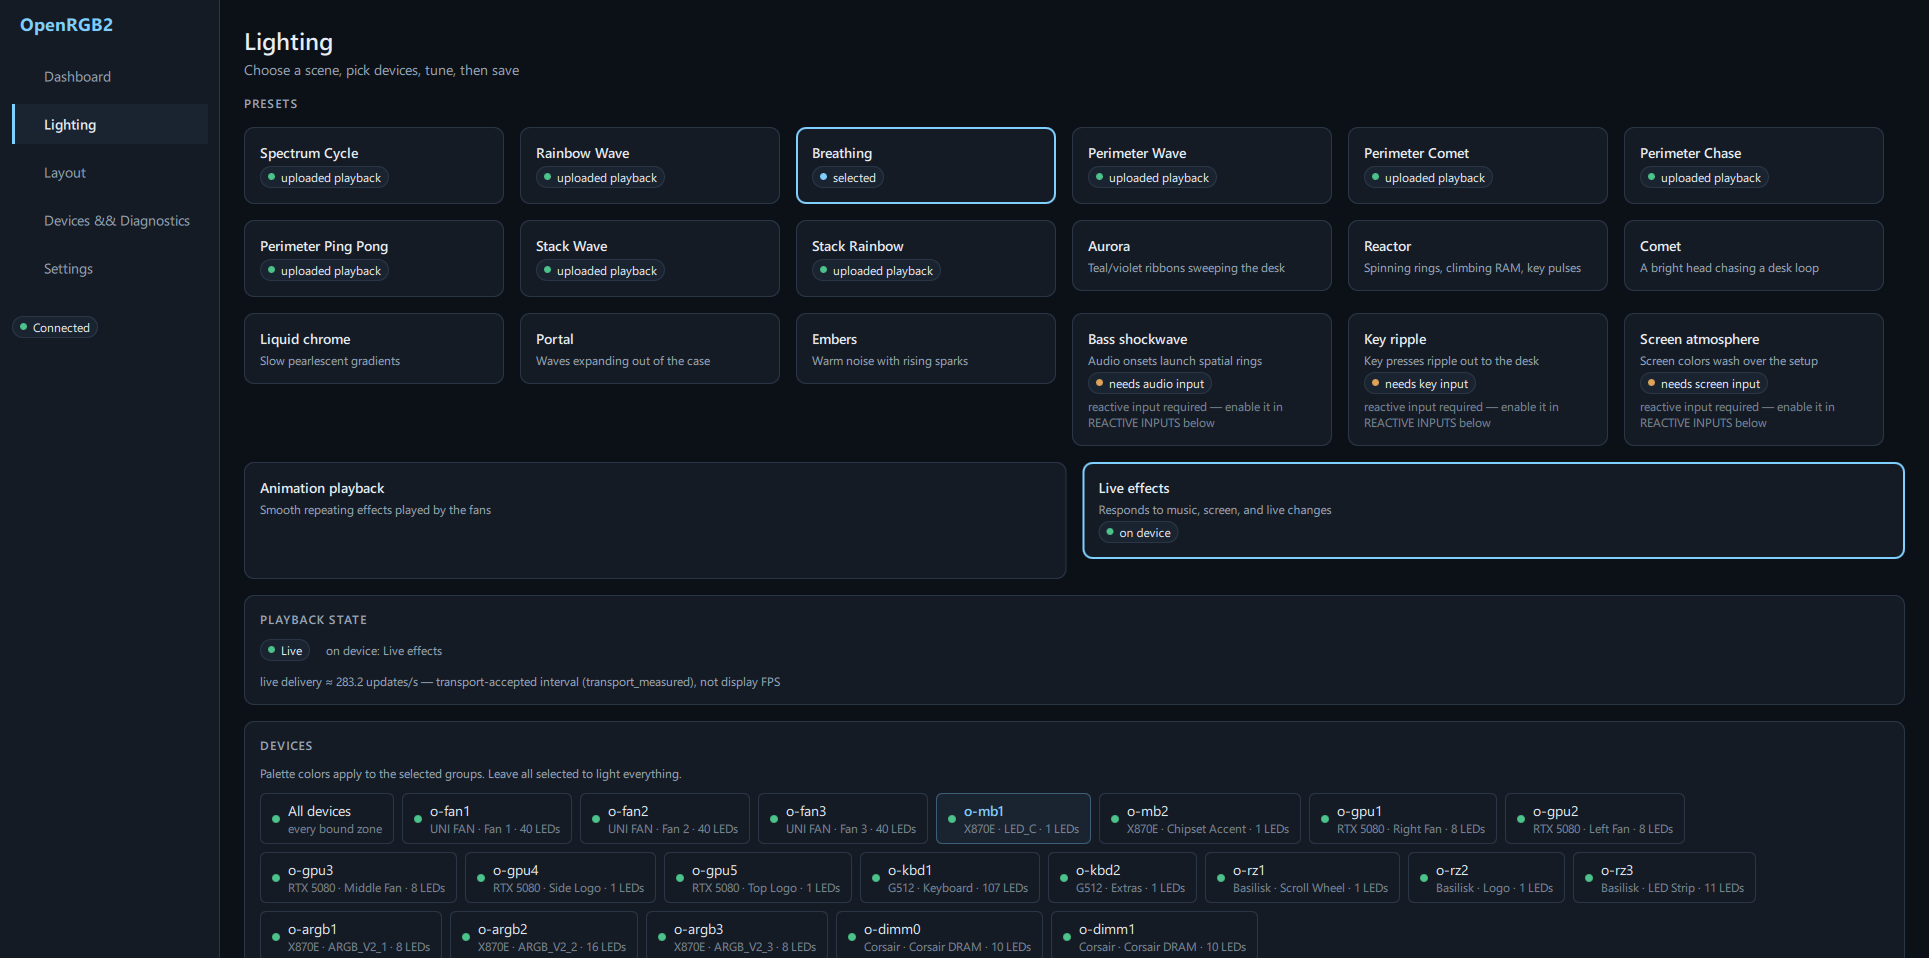 OpenRGB2
Dashboard
Lighting
Layout
Devices && Diagnostics
Settings
Connected
Lighting
Choose a scene, pick devices, tune, then save
PRESETS
Spectrum Cycle
uploaded playback
Rainbow Wave
uploaded playback
Breathing
selected
Perimeter Wave
uploaded playback
Perimeter Comet
uploaded playback
Perimeter Chase
uploaded playback
Perimeter Ping Pong
uploaded playback
Stack Wave
uploaded playback
Stack Rainbow
uploaded playback
Aurora
Teal/violet ribbons sweeping the desk
Reactor
Spinning rings, climbing RAM, key pulses
Comet
A bright head chasing a desk loop
Liquid chrome
Slow pearlescent gradients
Portal
Waves expanding out of the case
Embers
Warm noise with rising sparks
Bass shockwave
Audio onsets launch spatial rings
needs audio input
reactive input required — enable it in
REACTIVE INPUTS below
Key ripple
Key presses ripple out to the desk
needs key input
reactive input required — enable it in
REACTIVE INPUTS below
Screen atmosphere
Screen colors wash over the setup
needs screen input
reactive input required — enable it in
REACTIVE INPUTS below
Animation playback
Smooth repeating effects played by the fans
Live effects
Responds to music, screen, and live changes
on device
PLAYBACK STATE
Live
on device: Live effects
live delivery ≈ 283.2 updates/s — transport-accepted interval (transport_measured), not display FPS
DEVICES
Palette colors apply to the selected groups. Leave all selected to light everything.
All devices
every bound zone
o-fan1
UNI FAN · Fan 1 · 40 LEDs
o-fan2
UNI FAN · Fan 2 · 40 LEDs
o-fan3
UNI FAN · Fan 3 · 40 LEDs
o-mb1
X870E · LED_C · 1 LEDs
o-mb2
X870E · Chipset Accent · 1 LEDs
o-gpu1
RTX 5080 · Right Fan · 8 LEDs
o-gpu2
RTX 5080 · Left Fan · 8 LEDs
o-gpu3
RTX 5080 · Middle Fan · 8 LEDs
o-gpu4
RTX 5080 · Side Logo · 1 LEDs
o-gpu5
RTX 5080 · Top Logo · 1 LEDs
o-kbd1
G512 · Keyboard · 107 LEDs
o-kbd2
G512 · Extras · 1 LEDs
o-rz1
Basilisk · Scroll Wheel · 1 LEDs
o-rz2
Basilisk · Logo · 1 LEDs
o-rz3
Basilisk · LED Strip · 11 LEDs
o-argb1
X870E · ARGB_V2_1 · 8 LEDs
o-argb2
X870E · ARGB_V2_2 · 16 LEDs
o-argb3
X870E · ARGB_V2_3 · 8 LEDs
o-dimm0
Corsair · Corsair DRAM · 10 LEDs
o-dimm1
Corsair · Corsair DRAM · 10 LEDs